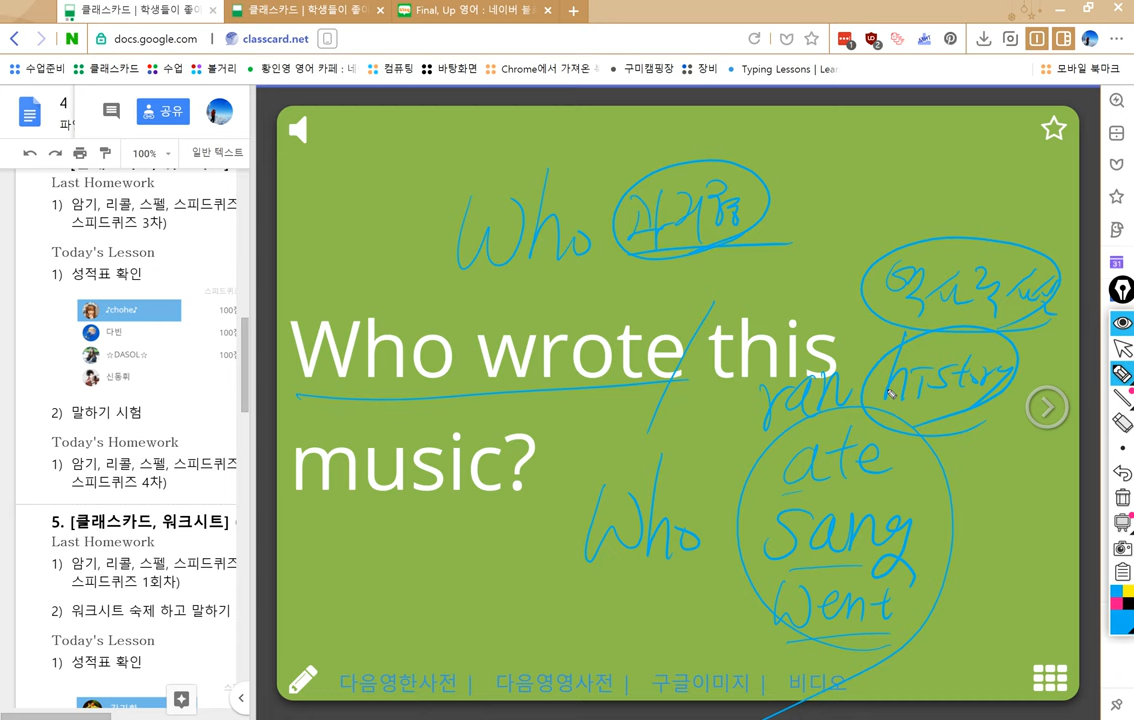 클래스카드 | 학생들이 좋아
클래스카드 | 학생들이 좋아
Final, Up 영어 : 네이버 블로
docs.google.com
classcard.net
수업준비
클래스카드
수업
볼거리
황인영 영어 카페 : 네
컴퓨팅
바탕화면
Chrome에서 가져온
구미캠핑장
장비
Typing Lessons | Lear
모바일 북마크
4
공유
100%
일반 텍스트
Last Homework
1) 암기, 리콜, 스펠, 스피드퀴즈
스피드퀴즈 3차)
Today's Lesson
1) 성적표 확인
스피드퀴
♪chohe♪ 100
다빈 100
☆DASOL☆ 100
신동휘 100
2) 말하기 시험
Today's Homework
1) 암기, 리콜, 스펠, 스피드퀴즈
스피드퀴즈 4차)
5. [클래스카드, 워크시트]
Last Homework
1) 암기, 리콜, 스펠, 스피드퀴즈
스피드퀴즈 1회차)
2) 워크시트 숙제 하고 말하기
Today's Lesson
1) 성적표 확인
Who 과거형
Who wrote this
music?
history
ran
ate
Who sang
went
다음영한사전 | 다음영영사전 | 구글이미지 | 비디오